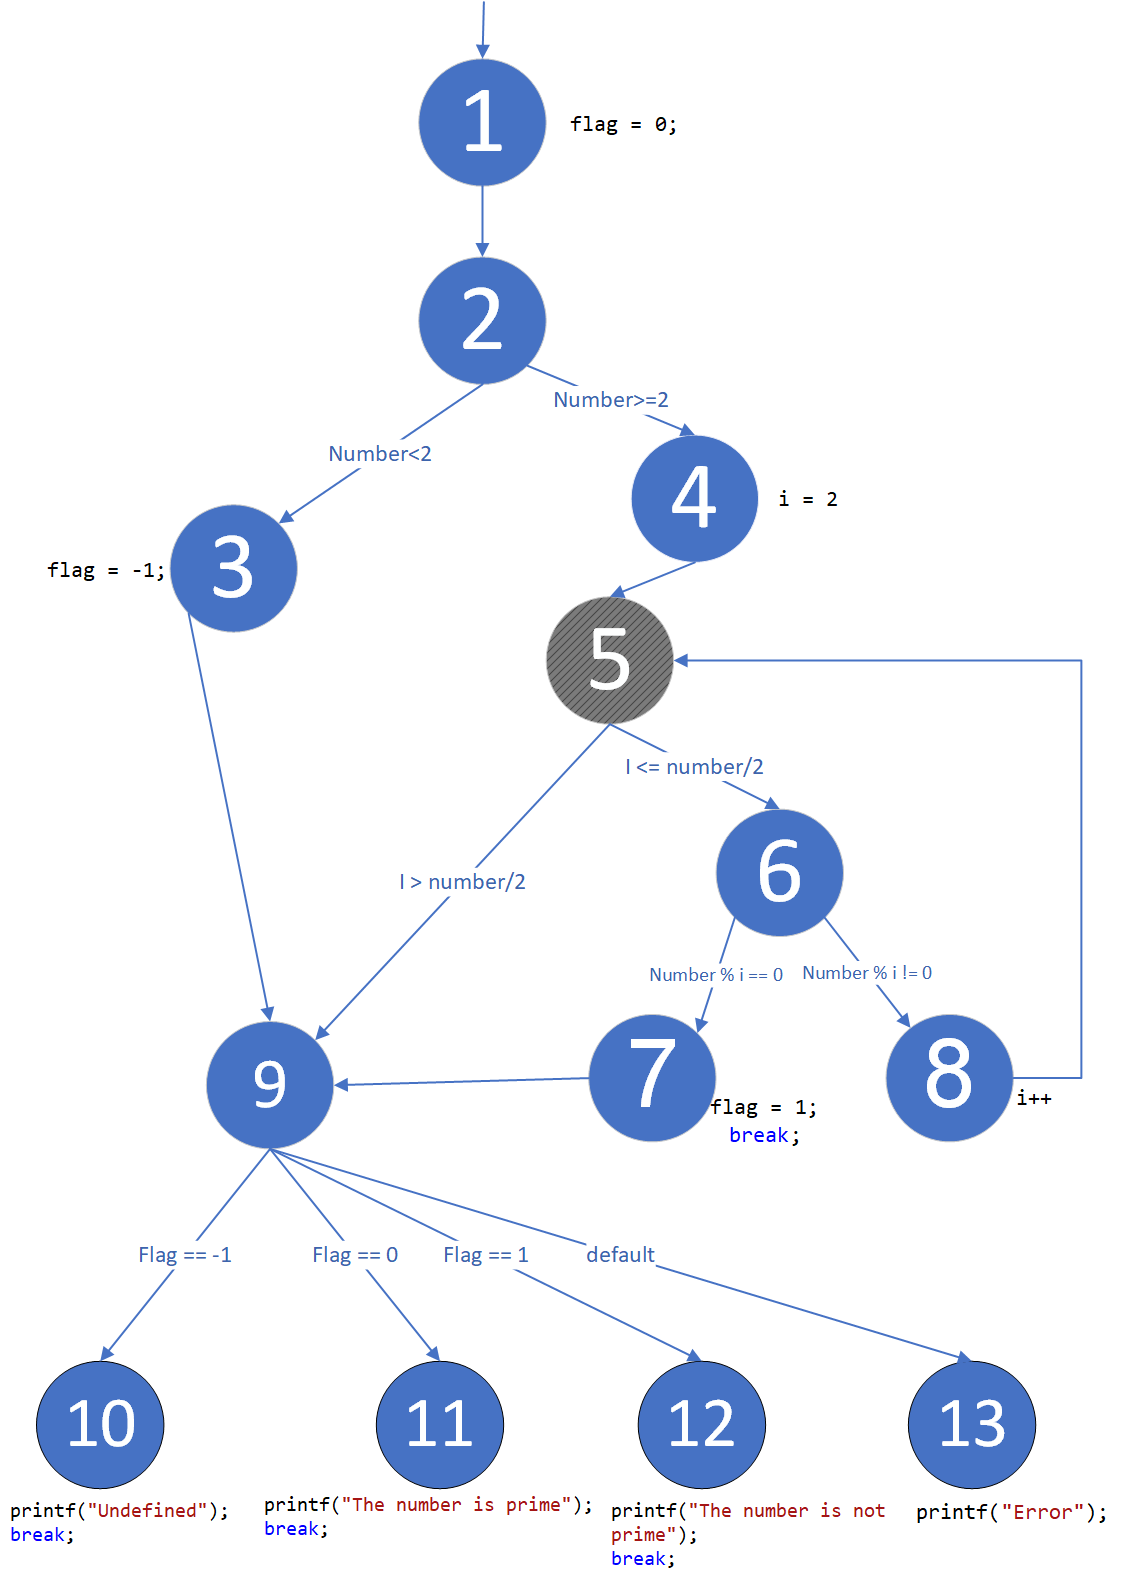 1
flag = 0;
2
Number>=2
Number<2
4
i = 2
3
flag = -1;
5
I <= number/2
6
I > number/2
Number % i == 0
Number % i != 0
9
7
8
flag = 1;
break;
i++
Flag == -1
Flag == 0
Flag == 1
default
10
11
12
13
printf("Undefined");
break;
printf("The number is prime");
break;
printf("The number is not
prime");
break;
printf("Error");